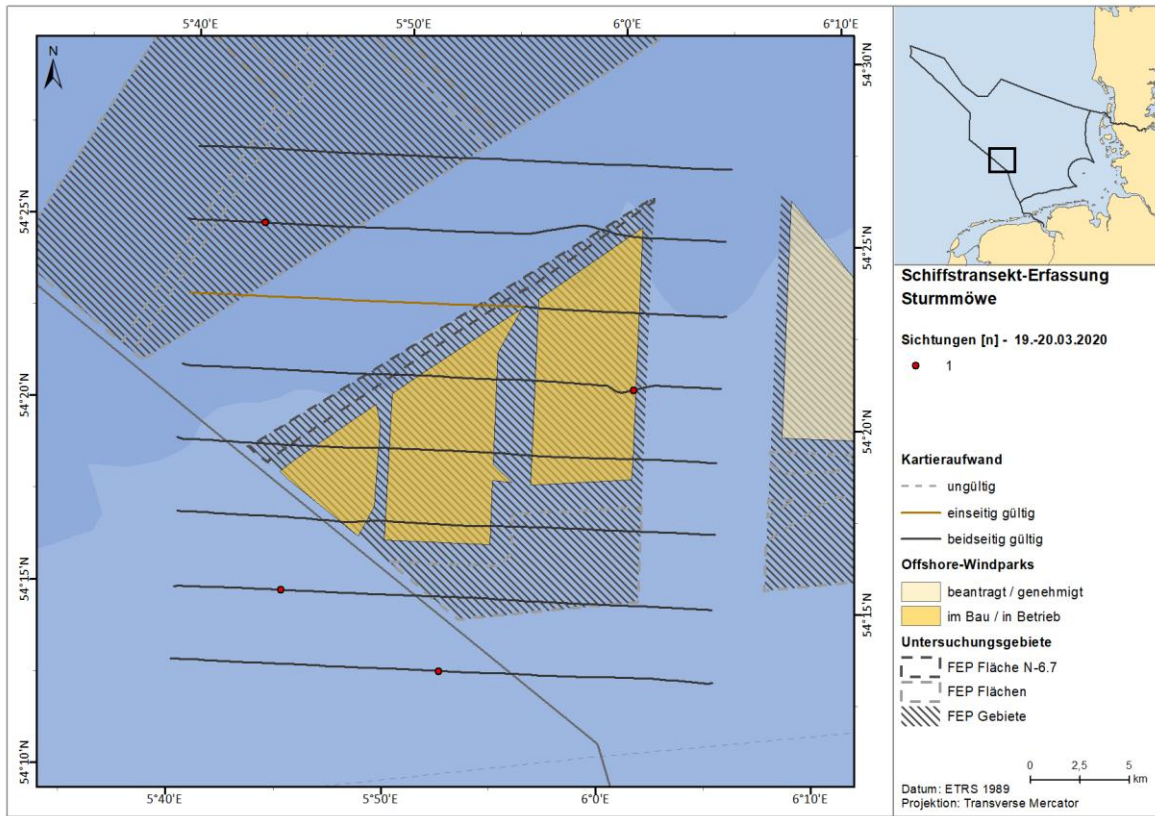 5°40'E 5°50'E 6°0'E 6°10'E
N
54°30'N
54°25'N
54°25'N
54°20'N
54°20'N
54°15'N
54°15'N
54°10'N
5°40'E 5°50'E 6°0'E 6°10'E
Schiffstransekt-Erfassung
Sturmmöwe
Sichtungen [n] - 19.-20.03.2020
1
Kartieraufwand
ungültig
einseitig gültig
beidseitig gültig
Offshore-Windparks
beantragt / genehmigt
im Bau / in Betrieb
Untersuchungsgebiete
FEP Fläche N-6.7
FEP Flächen
FEP Gebiete
0 2,5 5
km
Datum: ETRS 1989
Projektion: Transverse Mercator